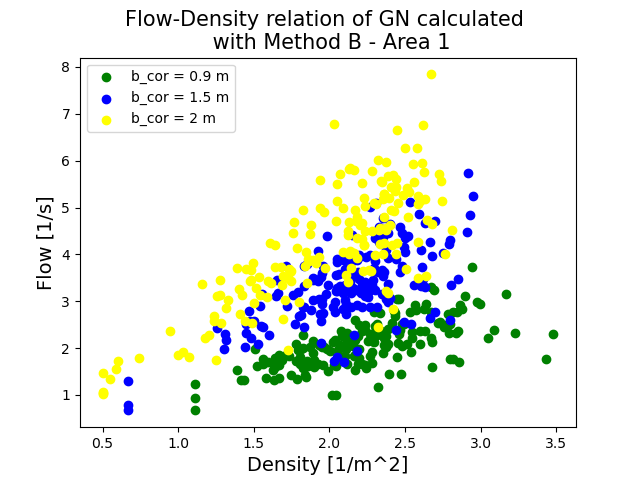 Flow-Density relation of GN calculated
with Method B - Area 1
b_cor = 0.9 m
b_cor = 1.5 m
b_cor = 2 m
Flow [1/s]
8
7
6
5
4
3
2
1
0.5 1.0 1.5 2.0 2.5 3.0 3.5
Density [1/m^2]